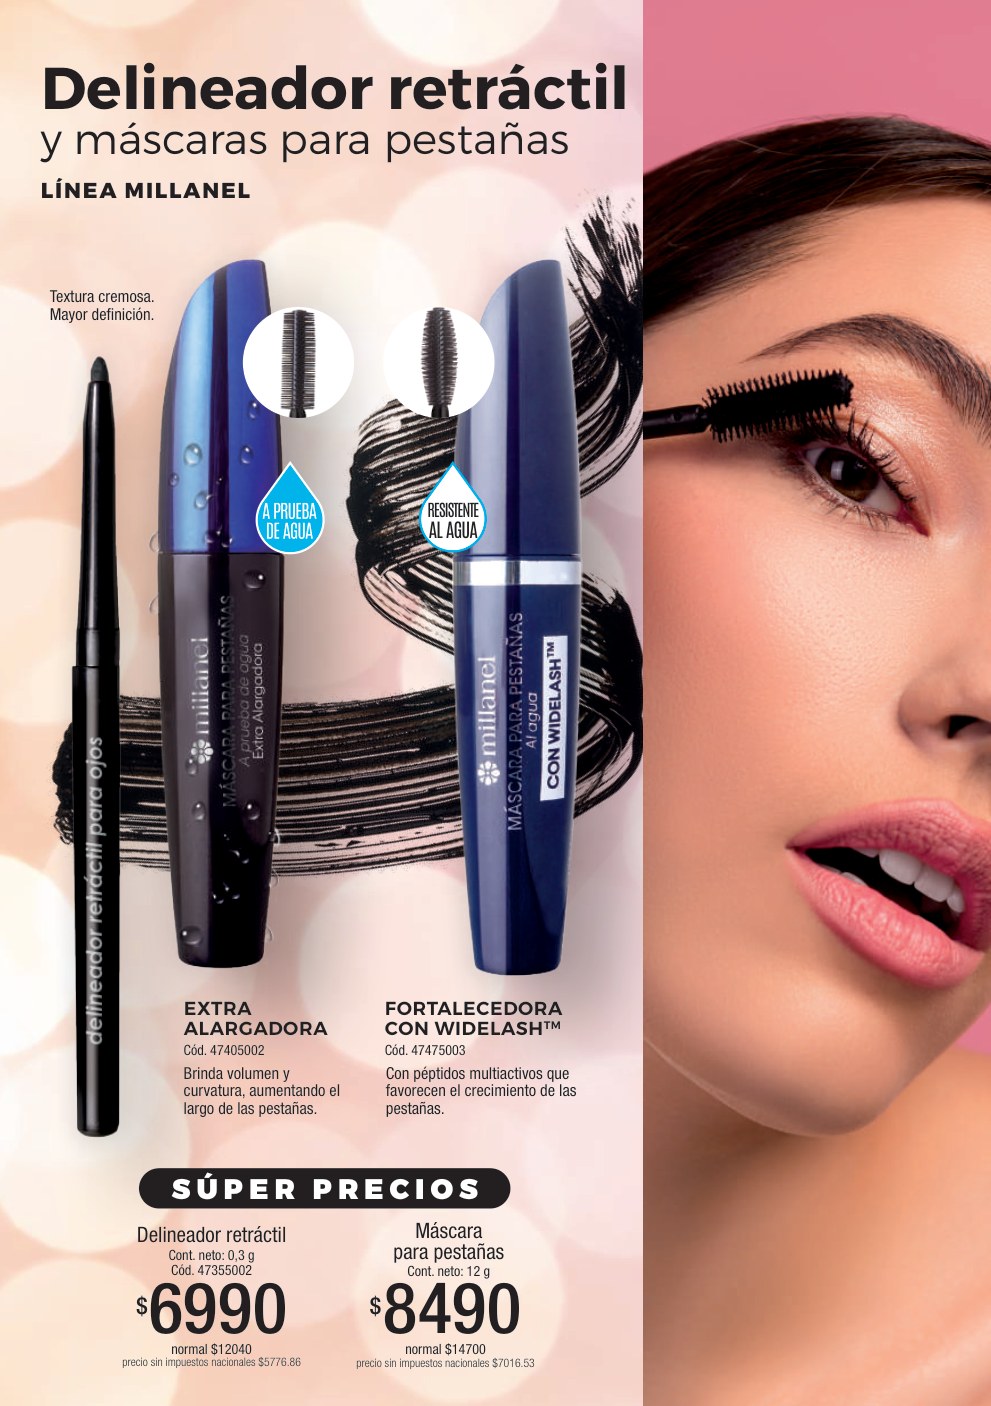 Delineador retráctil
y máscaras para pestañas
LÍNEA MILLANEL
Textura cremosa.
Mayor definición.
A PRUEBA
DE AGUA
RESISTENTE
AL AGUA
delineador retráctil para ojos
millanel
MÁSCARA PARA PESTAÑAS
A prueba de agua
Extra Alargadora
millanel
MÁSCARA PARA PESTAÑAS
Al agua
CON WIDELASH™
EXTRA
ALARGADORA
Cód. 47405002
Brinda volumen y
curvatura, aumentando el
largo de las pestañas.
FORTALECEDORA
CON WIDELASH™
Cód. 47475003
Con péptidos multiactivos que
favorecen el crecimiento de las
pestañas.
SÚPER PRECIOS
Delineador retráctil
Cont. neto: 0,3 g
Cód. 47355002
$6990
normal $12040
precio sin impuestos nacionales $5776.86
Máscara
para pestañas
Cont. neto: 12 g
$8490
normal $14700
precio sin impuestos nacionales $7016.53